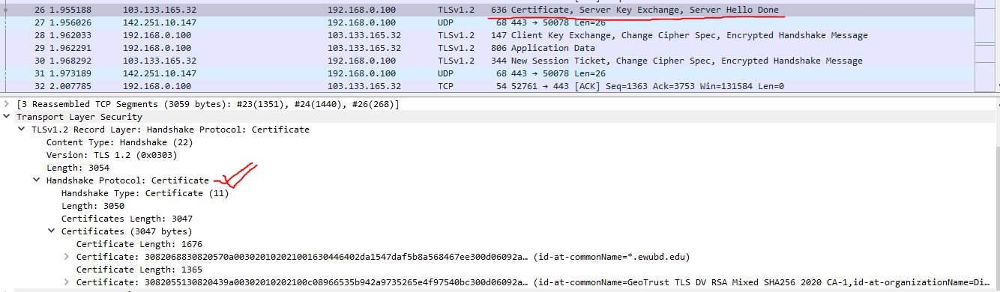 26 1.955188 103.133.165.32 192.168.0.100 TLSv1.2 636 Certificate, Server Key Exchange, Server Hello Done
27 1.956026 142.251.10.147 192.168.0.100 UDP 68 443 → 50078 Len=26
28 1.962033 192.168.0.100 103.133.165.32 TLSv1.2 147 Client Key Exchange, Change Cipher Spec, Encrypted Handshake Message
29 1.962291 192.168.0.100 103.133.165.32 TLSv1.2 806 Application Data
30 1.968292 103.133.165.32 192.168.0.100 TLSv1.2 344 New Session Ticket, Change Cipher Spec, Encrypted Handshake Message
31 1.973189 142.251.10.147 192.168.0.100 UDP 68 443 → 50078 Len=26
32 2.007785 192.168.0.100 103.133.165.32 TCP 54 52761 → 443 [ACK] Seq=1363 Ack=3753 Win=131584 Len=0
[3 Reassembled TCP Segments (3059 bytes): #23(1351), #24(1440), #26(268)]
Transport Layer Security
TLSv1.2 Record Layer: Handshake Protocol: Certificate
Content Type: Handshake (22)
Version: TLS 1.2 (0x0303)
Length: 3054
Handshake Protocol: Certificate
Handshake Type: Certificate (11)
Length: 3050
Certificates Length: 3047
Certificates (3047 bytes)
Certificate Length: 1676
Certificate: 3082068830820570a003020102021001630446402da1547daf5b8a568467ee300d06092a… (id-at-commonName=*.ewubd.edu)
Certificate Length: 1365
Certificate: 3082055130820439a00302010202100c08966535b942a9735265e4f97540bc300d06092a… (id-at-commonName=GeoTrust TLS DV RSA Mixed SHA256 2020 CA-1,id-at-organizationName=Di…